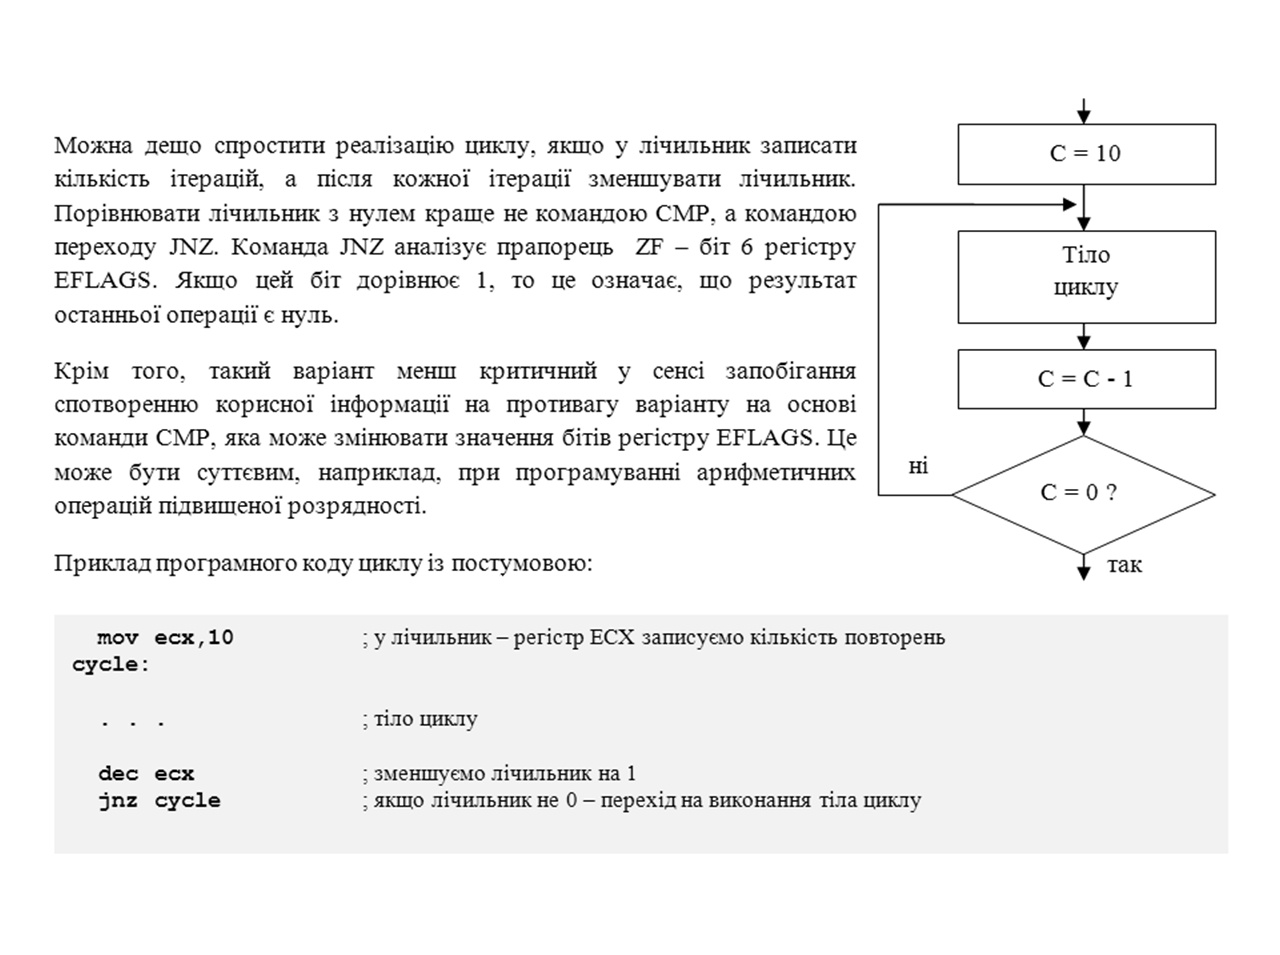 Можна дещо спростити реалізацію циклу, якщо у лічильник записати
кількість ітерацій, а після кожної ітерації зменшувати лічильник.
Порівнювати лічильник з нулем краще не командою CMP, а командою
переходу JNZ. Команда JNZ аналізує прапорець ZF – біт 6 регістру
EFLAGS. Якщо цей біт дорівнює 1, то це означає, що результат
останньої операції є нуль.
Крім того, такий варіант менш критичний у сенсі запобігання
спотворенню корисної інформації на противагу варіанту на основі
команди CMP, яка може змінювати значення бітів регістру EFLAGS. Це
може бути суттєвим, наприклад, при програмуванні арифметичних
операцій підвищеної розрядності.
Приклад програмного коду циклу із постумовою:
C = 10
Тіло
циклу
C = C - 1
ні
C = 0 ?
так
mov ecx,10 ; у лічильник – регістр ECX записуємо кількість повторень
cycle:
. . . ; тіло циклу
dec ecx ; зменшуємо лічильник на 1
jnz cycle ; якщо лічильник не 0 – перехід на виконання тіла циклу